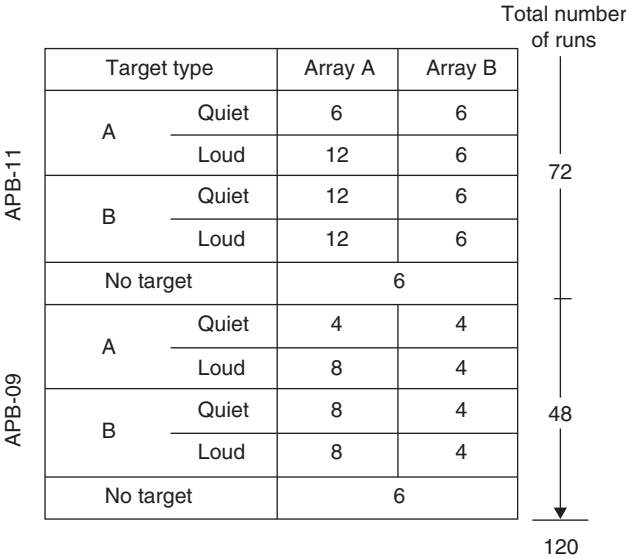 Total number
of runs
Target type Array A Array B
APB-11
A Quiet 6 6
Loud 12 6
72
B Quiet 12 6
Loud 12 6
No target 6
APB-09
A Quiet 4 4
Loud 8 4
B Quiet 8 4
48
Loud 8 4
No target 6
120